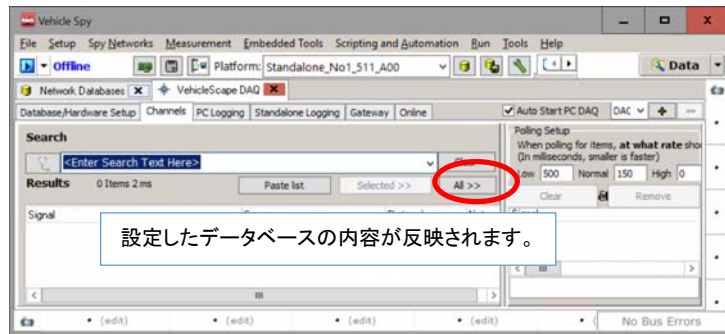 Vehicle Spy
File Setup Spy Networks Measurement Embedded Tools Scripting and Automation Run Tools Help
Offline Platform: Standalone_No1_511_A00 Data
Network Databases VehicleScape DAQ
Database/Hardware Setup Channels PC Logging Standalone Logging Gateway Online Auto Start PC DAQ DAC
Search
Polling Setup
When polling for items, at what rate sho
(In miliseconds, smaller is faster)
<Enter Search Text Here>
Low 500 Normal 150 High 0
Results 0 Items 2 ms Paste list Selected >> All >>
Clear Remove
Signal
設定したデータベースの内容が反映されます。
(edit) (edit) (edit) (edit) No Bus Errors